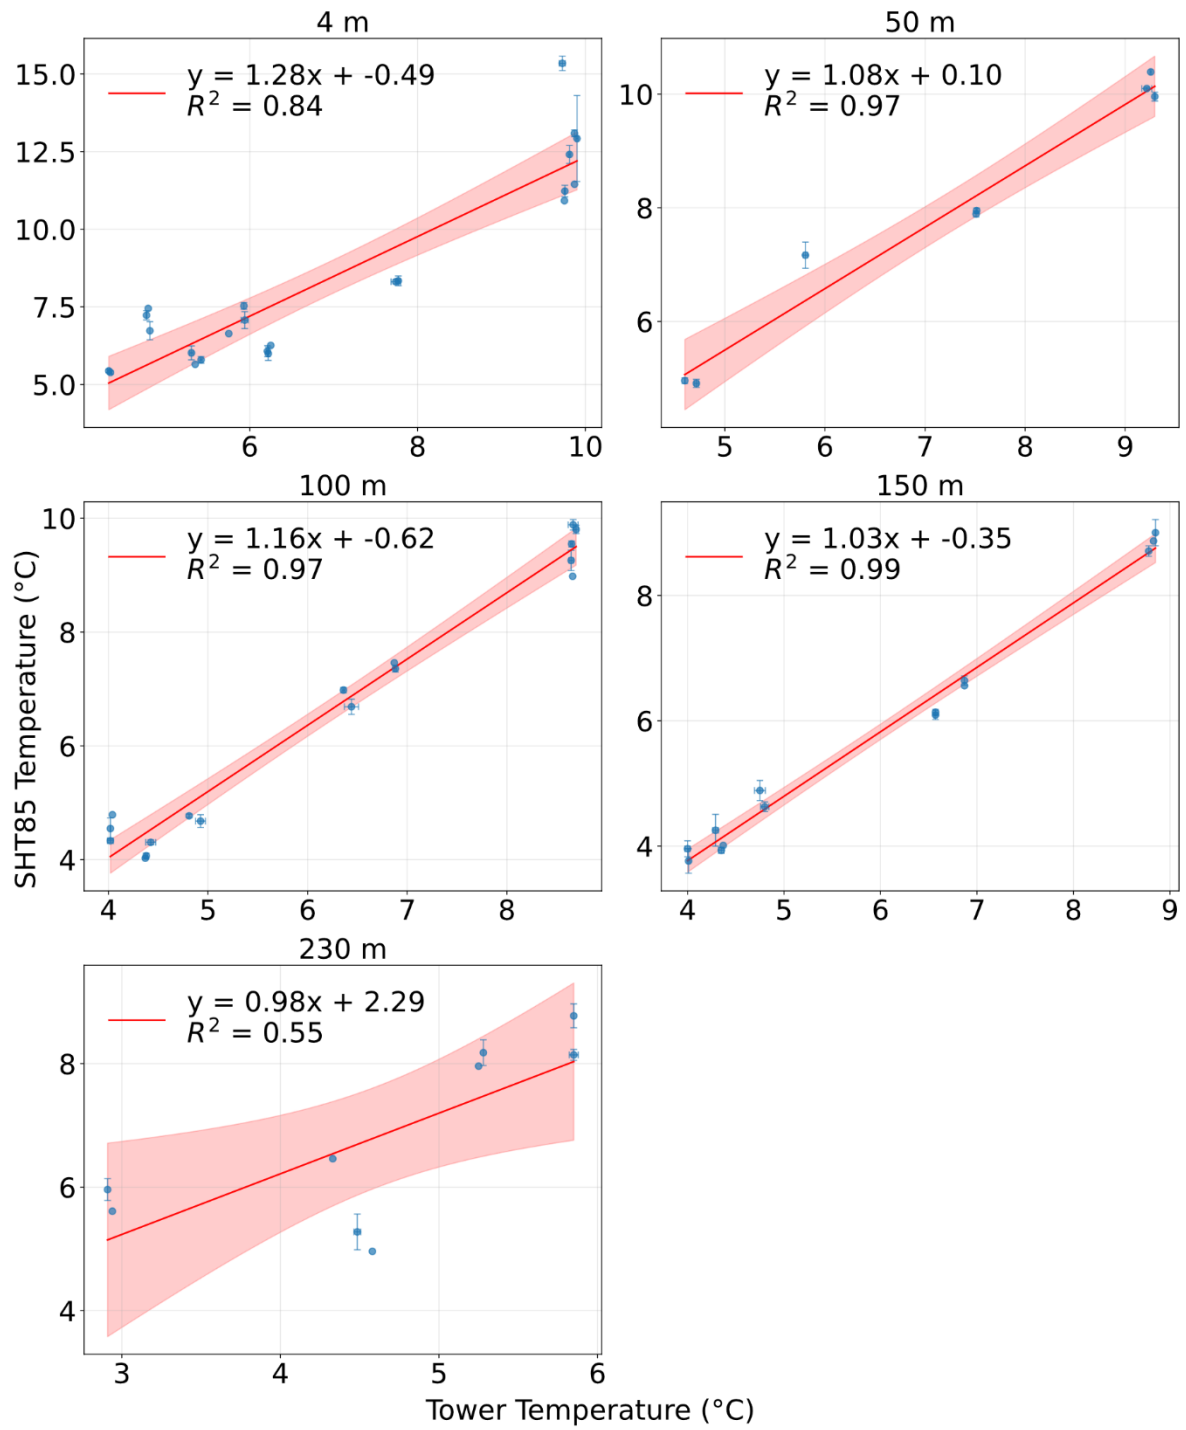 4 m
y = 1.28x + -0.49
R² = 0.84
15.0
12.5
10.0
7.5
5.0
6 8 10
50 m
y = 1.08x + 0.10
R² = 0.97
10
8
6
5 6 7 8 9
100 m
y = 1.16x + -0.62
R² = 0.97
10
8
6
4
4 5 6 7 8
150 m
y = 1.03x + -0.35
R² = 0.99
8
6
4
4 5 6 7 8 9
230 m
y = 0.98x + 2.29
R² = 0.55
8
6
4
3 4 5 6
SHT85 Temperature (°C)
Tower Temperature (°C)